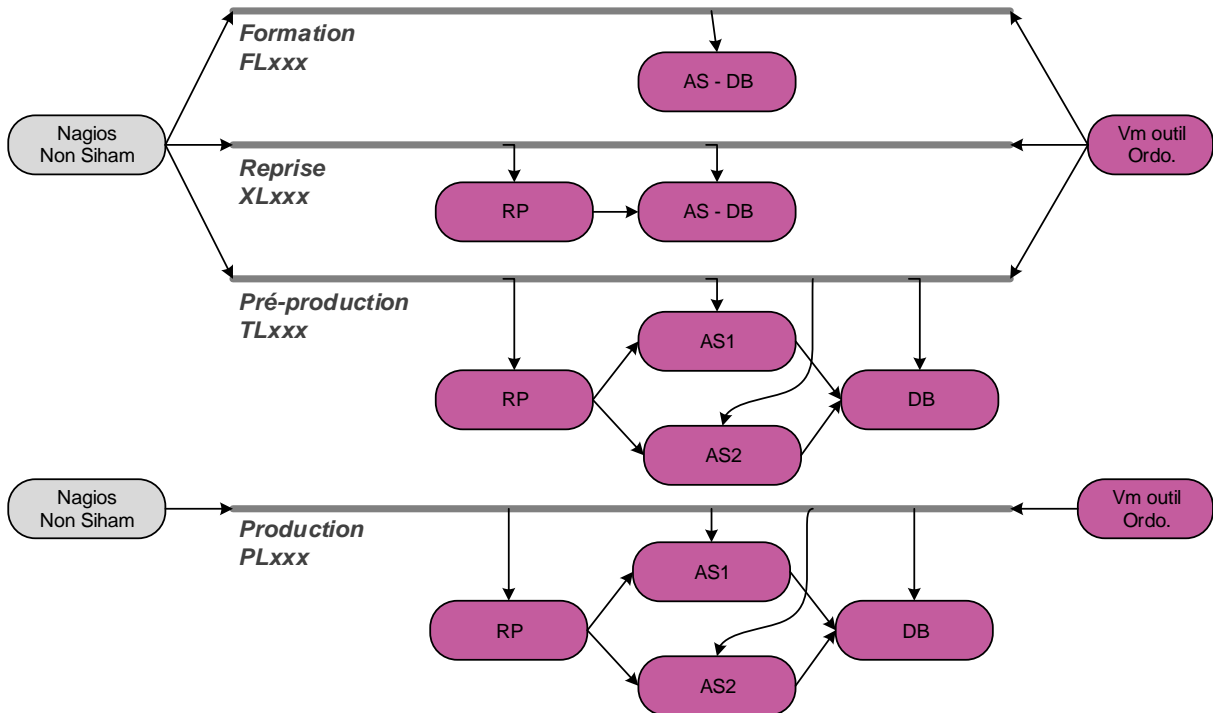 Formation
FLxxx
AS - DB
Nagios
Non Siham
Vm outil
Ordo.
Reprise
XLxxx
RP
AS - DB
Pré-production
TLxxx
AS1
RP
DB
AS2
Nagios
Non Siham
Vm outil
Ordo.
Production
PLxxx
AS1
RP
DB
AS2